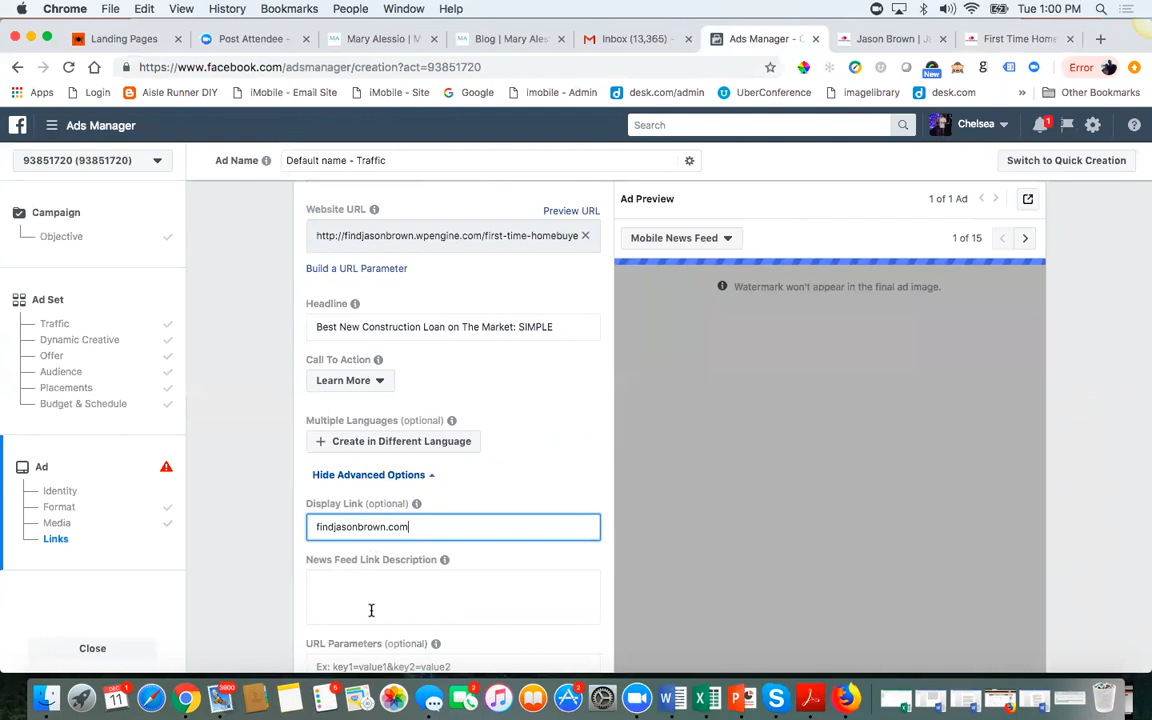 Chrome File Edit View History Bookmarks People Window Help Tue 1:00 PM
Landing Pages Post Attendee - Mary Alessio | M Blog | Mary Ales Inbox (13,365) Ads Manager - C Jason Brown | J First Time Home
https://www.facebook.com/adsmanager/creation?act=93851720 New Error
Apps Login Aisle Runner DIY iMobile - Email Site iMobile - Site Google imobile - Admin desk.com/admin UberConference imagelibrary desk.com » Other Bookmarks
Ads Manager Search Chelsea 1
93851720 (93851720) Ad Name Default name - Traffic Switch to Quick Creation
Campaign
Objective
Ad Set
Traffic
Dynamic Creative
Offer
Audience
Placements
Budget & Schedule
Ad
Identity
Format
Media
Links
Close
Website URL Preview URL
http://findjasonbrown.wpengine.com/first-time-homebuye
Build a URL Parameter
Headline
Best New Construction Loan on The Market: SIMPLE
Call To Action
Learn More
Multiple Languages (optional)
Create in Different Language
Hide Advanced Options
Display Link (optional)
findjasonbrown.com
News Feed Link Description
URL Parameters (optional)
Ex: key1=value1&key2=value2
Ad Preview 1 of 1 Ad
Mobile News Feed 1 of 15
Watermark won't appear in the final ad image.